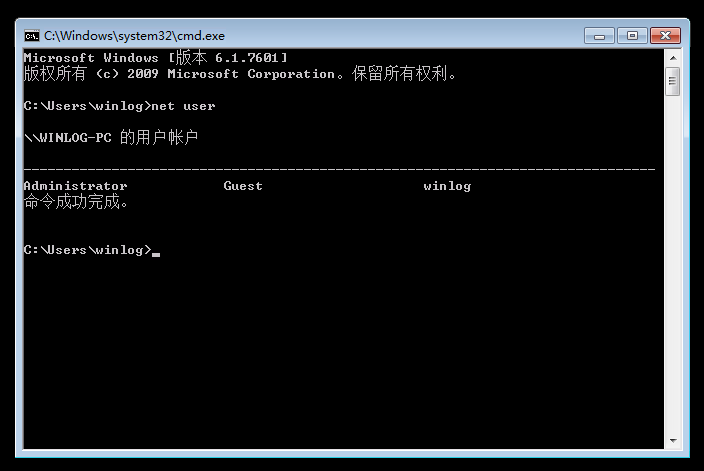 C:\Windows\system32\cmd.exe
Microsoft Windows [版本 6.1.7601]
版权所有 (c) 2009 Microsoft Corporation。保留所有权利。
C:\Users\winlog>net user
\\WINLOG-PC 的用户帐户
-------------------------------------------------------------------------------
Administrator            Guest                    winlog
命令成功完成。
C:\Users\winlog>_